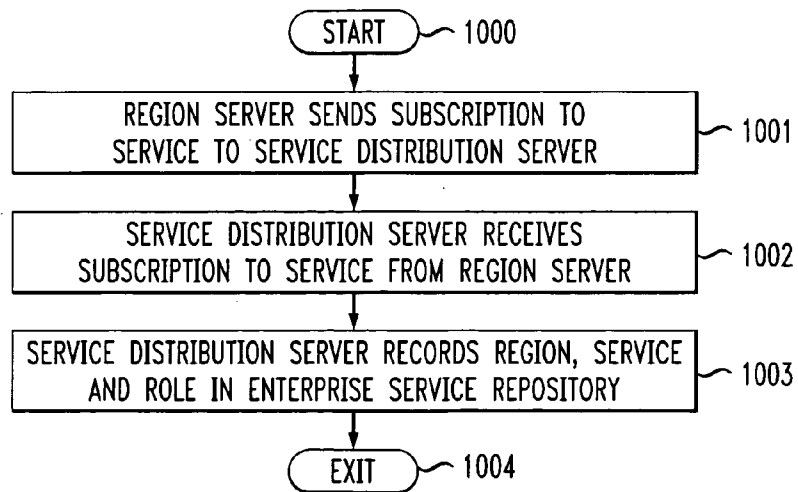 START
1000
REGION SERVER SENDS SUBSCRIPTION TO
SERVICE TO SERVICE DISTRIBUTION SERVER
1001
SERVICE DISTRIBUTION SERVER RECEIVES
SUBSCRIPTION TO SERVICE FROM REGION SERVER
1002
SERVICE DISTRIBUTION SERVER RECORDS REGION, SERVICE
AND ROLE IN ENTERPRISE SERVICE REPOSITORY
1003
EXIT
1004